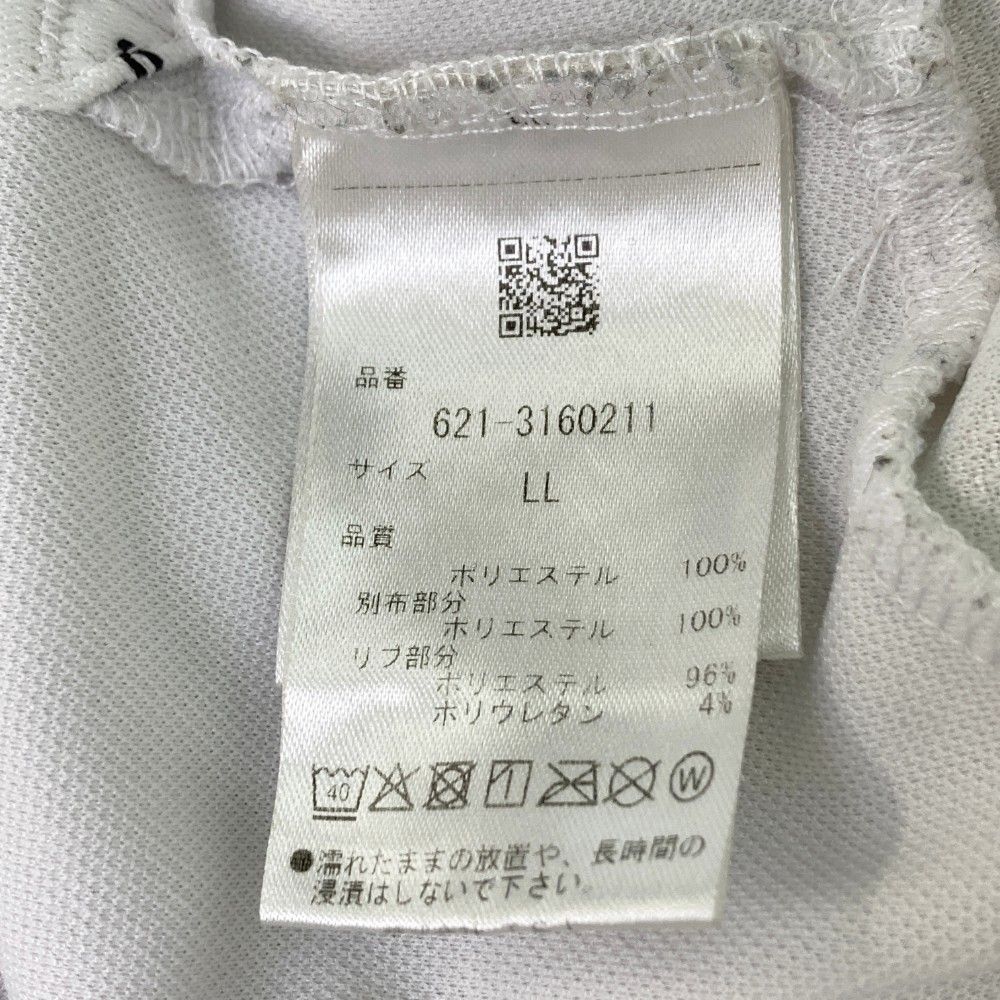 品番
621-3160211
サイズ
LL
品質
ポリエステル 100%
別布部分
ポリエステル 100%
リブ部分
ポリエステル 96%
ポリウレタン 4%
40 W
●濡れたままの放置や、長時間の
浸漬はしないで下さい。